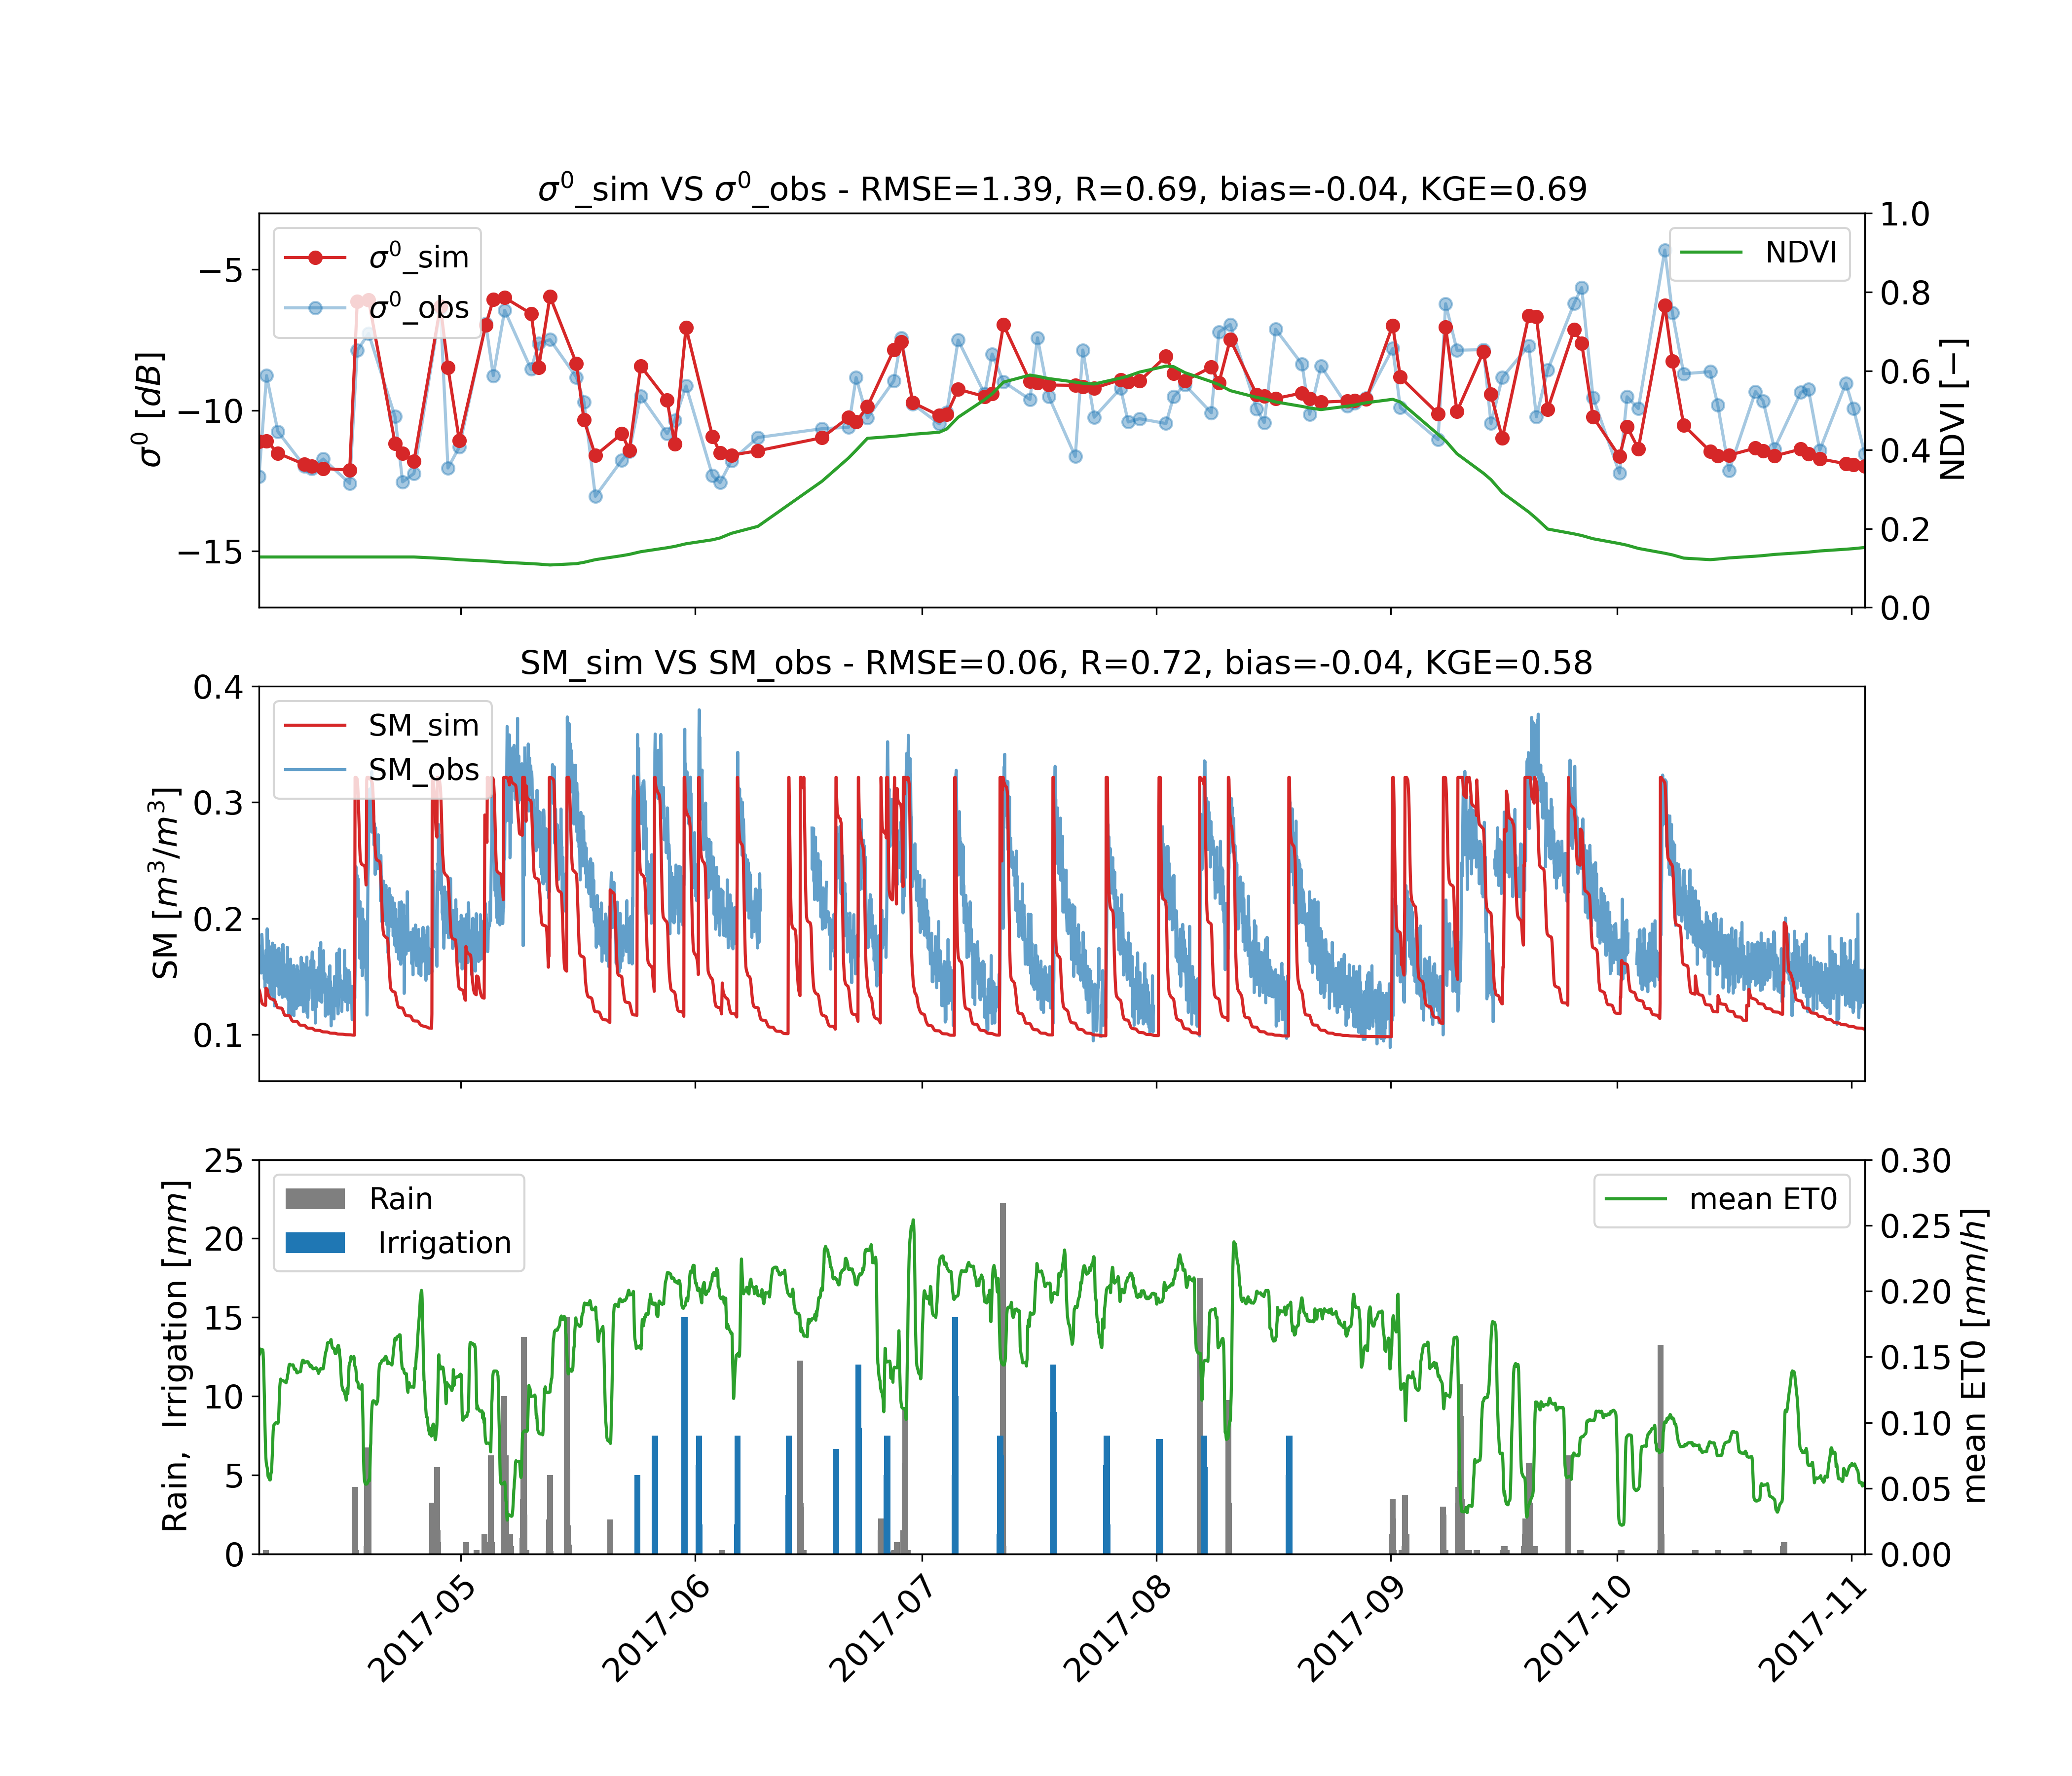 σ⁰_sim VS σ⁰_obs - RMSE=1.39, R=0.69, bias=-0.04, KGE=0.69
σ⁰_sim
σ⁰_obs
NDVI
σ⁰ [dB]
−5
−10
−15
NDVI [−]
1.0
0.8
0.6
0.4
0.2
0.0
SM_sim VS SM_obs - RMSE=0.06, R=0.72, bias=-0.04, KGE=0.58
SM_sim
SM_obs
SM [m³/m³]
0.4
0.3
0.2
0.1
Rain
Irrigation
mean ET0
Rain, Irrigation [mm]
25
20
15
10
5
0
mean ET0 [mm/h]
0.30
0.25
0.20
0.15
0.10
0.05
0.00
2017-05
2017-06
2017-07
2017-08
2017-09
2017-10
2017-11